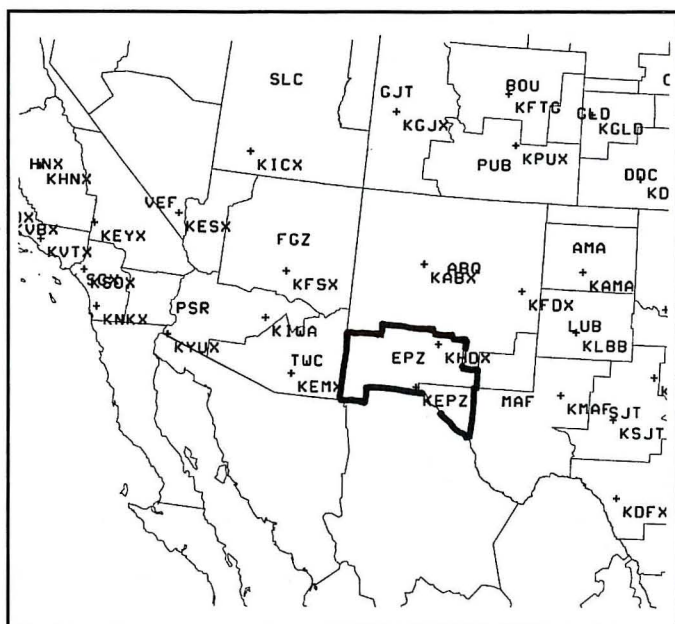 SLC
GJT
KGJX
BOU
KFTG
GLD
KGLD
HNX
KHNX
KICX
PUB
KPUX
DDC
KD
VEF
KESX
KEYX
VBX
KVTX
FGZ
KFSX
ABQ
KABX
AMA
KAMA
SGX
KSOX
KNKX
PSR
KIWA
KFDX
LUB
KLBB
KYUX
TWC
KEMX
EPZ
KHDX
KEPZ
MAF
KMAF
SJT
KSJT
KDFX